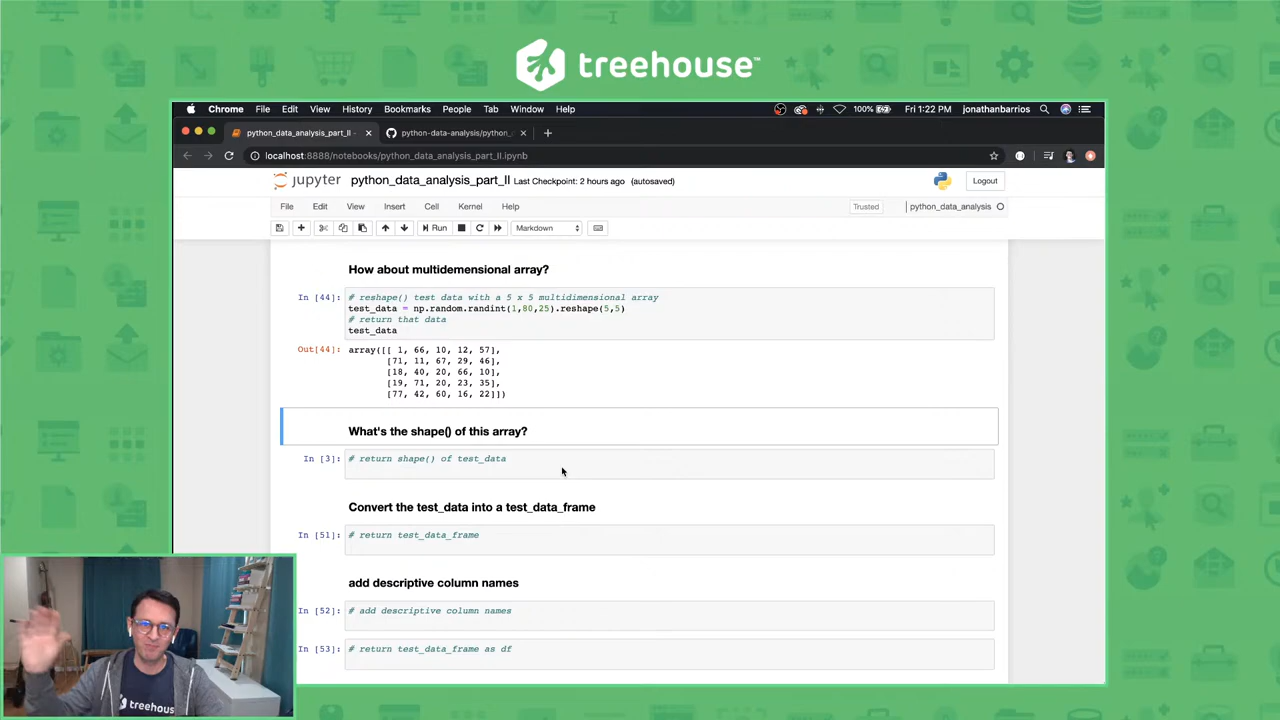 treehouse™
Chrome File Edit View History Bookmarks People Tab Window Help 100% Fri 1:22 PM jonathanbarrios
python_data_analysis_part_II - python-data-analysis/python_
localhost:8888/notebooks/python_data_analysis_part_II.ipynb
jupyter python_data_analysis_part_II Last Checkpoint: 2 hours ago (autosaved) Logout
File Edit View Insert Cell Kernel Help Trusted python_data_analysis
Run Markdown
How about multidemensional array?
In [44]: # reshape() test data with a 5 x 5 multidimensional array
test_data = np.random.randint(1,80,25).reshape(5,5)
# return that data
test_data
Out[44]: array([[ 1, 66, 10, 12, 57],
[71, 11, 67, 29, 46],
[18, 40, 20, 66, 10],
[19, 71, 20, 23, 35],
[77, 42, 60, 16, 22]])
What's the shape() of this array?
In [3]: # return shape() of test_data
Convert the test_data into a test_data_frame
In [51]: # return test_data_frame
add descriptive column names
In [52]: # add descriptive column names
In [53]: # return test_data_frame as df
treehouse